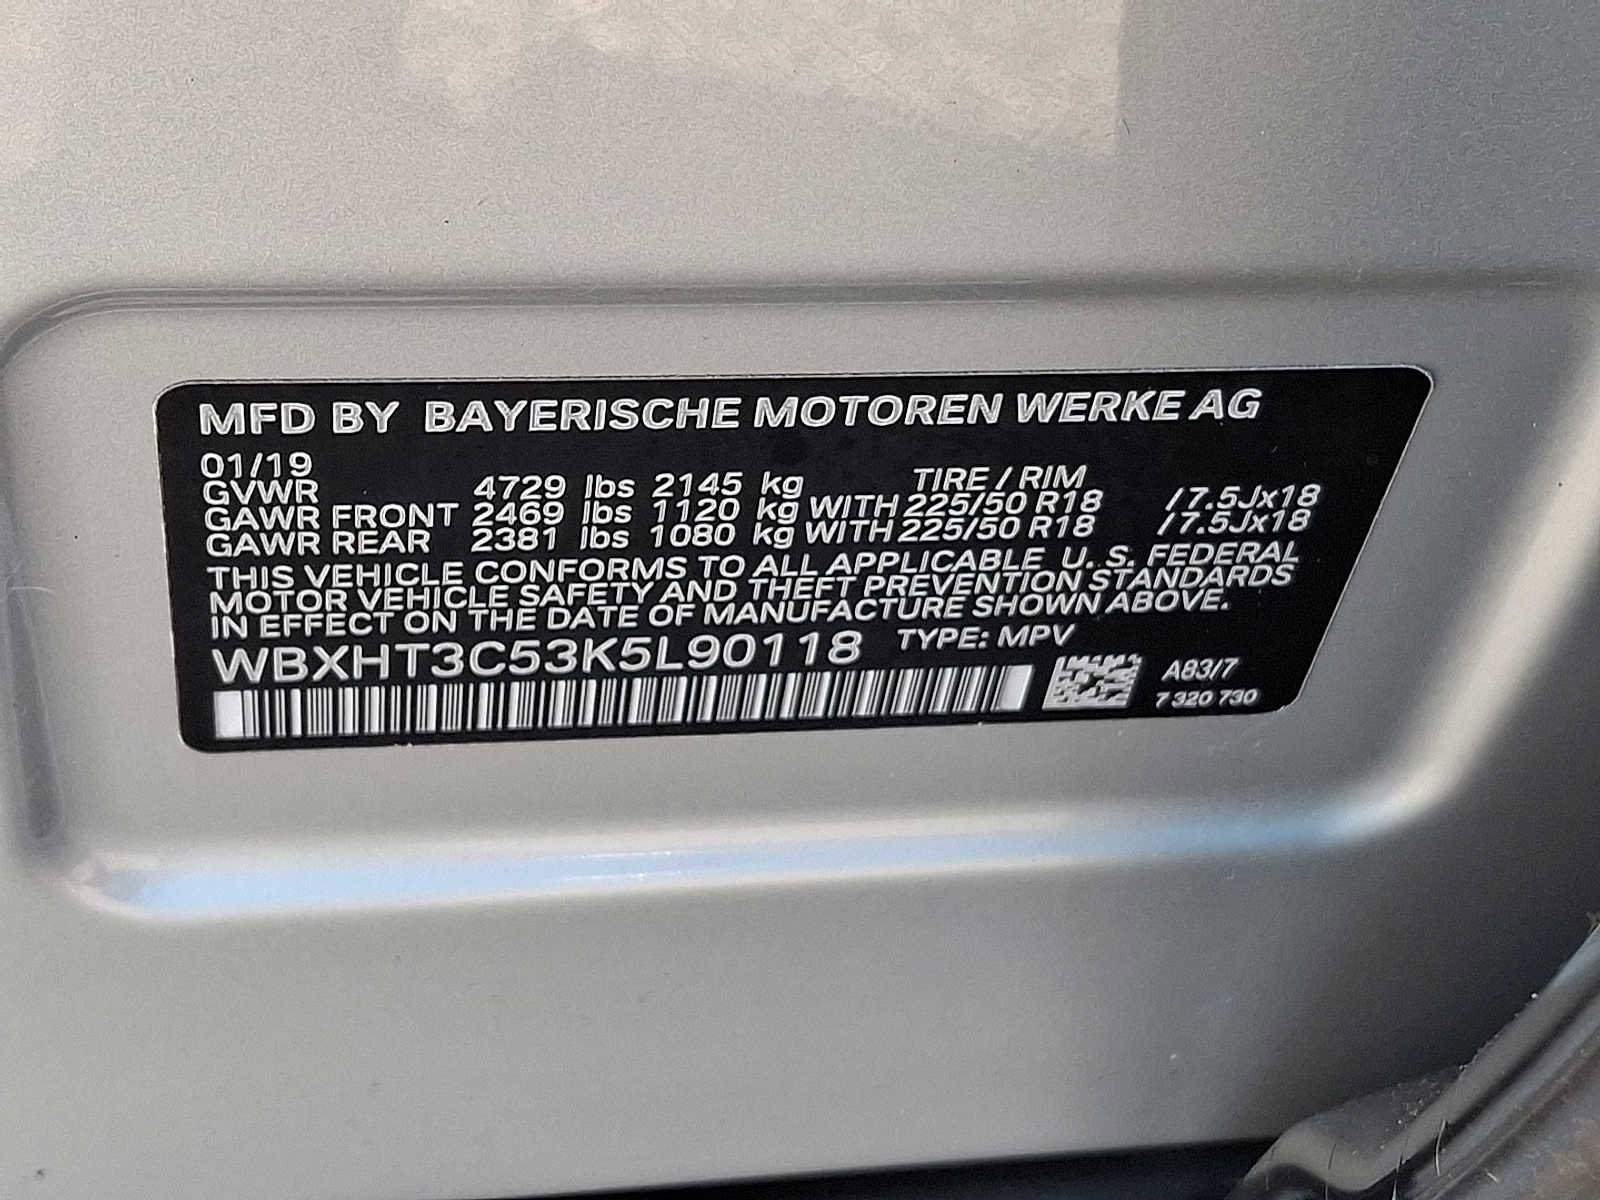 MFD BY BAYERISCHE MOTOREN WERKE AG
01/19 TIRE / RIM
GVWR 4729 lbs 2145 kg
GAWR FRONT 2469 lbs 1120 kg WITH 225/50 R18 /7.5Jx18
GAWR REAR 2381 lbs 1080 kg WITH 225/50 R18 /7.5Jx18
THIS VEHICLE CONFORMS TO ALL APPLICABLE U. S. FEDERAL
MOTOR VEHICLE SAFETY AND THEFT PREVENTION STANDARDS
IN EFFECT ON THE DATE OF MANUFACTURE SHOWN ABOVE.
WBXHT3C53K5L90118 TYPE: MPV
A83/7
7 320 730